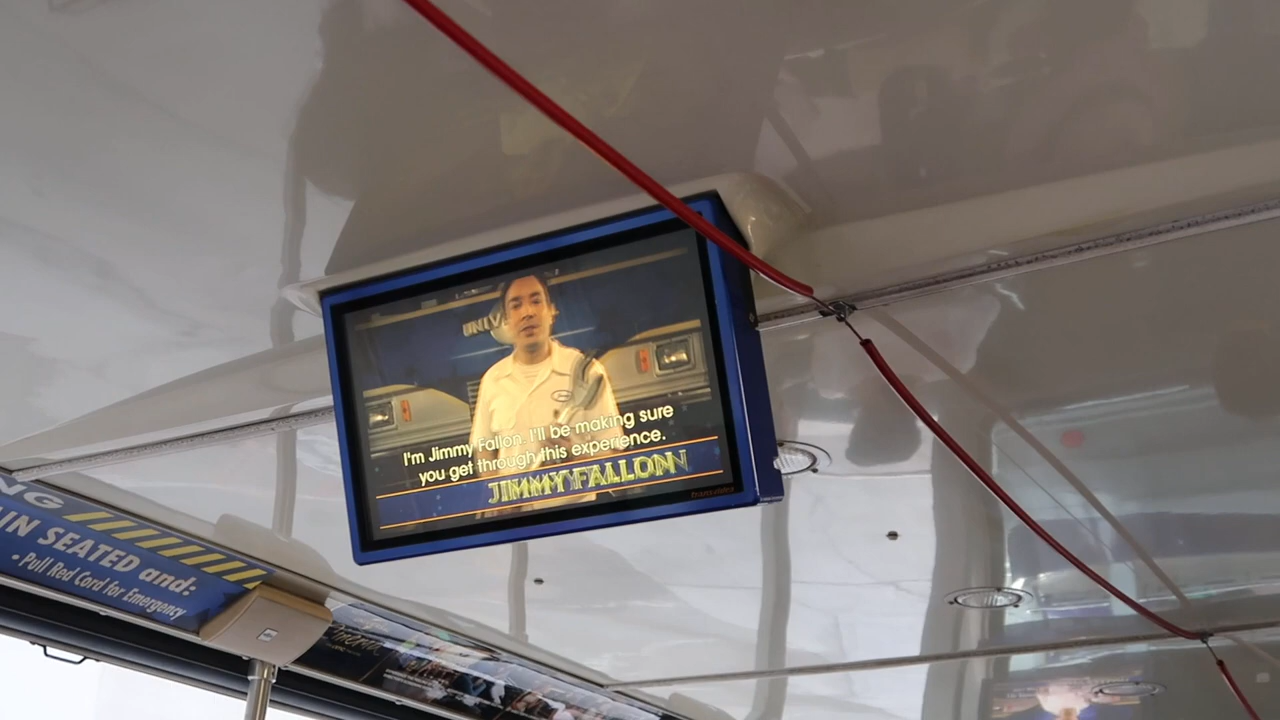 UNIV
I'm Jimmy Fallon. I'll be making sure
you get through this experience.
JIMMY FALLON
NG
IN SEATED and:
• Pull Red Cord for Emergency